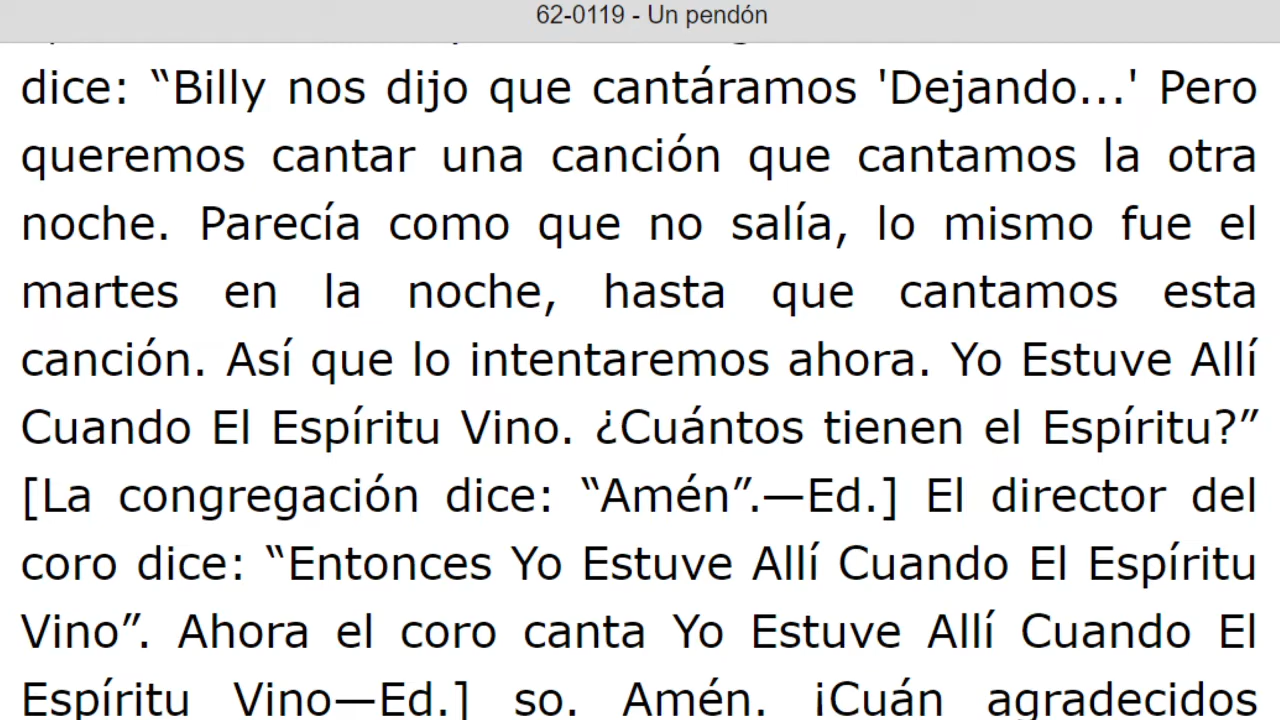 62-0119 - Un pendón
dice: “Billy nos dijo que cantáramos 'Dejando...' Pero
queremos cantar una canción que cantamos la otra
noche. Parecía como que no salía, lo mismo fue el
martes en la noche, hasta que cantamos esta
canción. Así que lo intentaremos ahora. Yo Estuve Allí
Cuando El Espíritu Vino. ¿Cuántos tienen el Espíritu?”
[La congregación dice: “Amén”.—Ed.] El director del
coro dice: “Entonces Yo Estuve Allí Cuando El Espíritu
Vino”. Ahora el coro canta Yo Estuve Allí Cuando El
Espíritu Vino—Ed.] so. Amén. ¡Cuán agradecidos